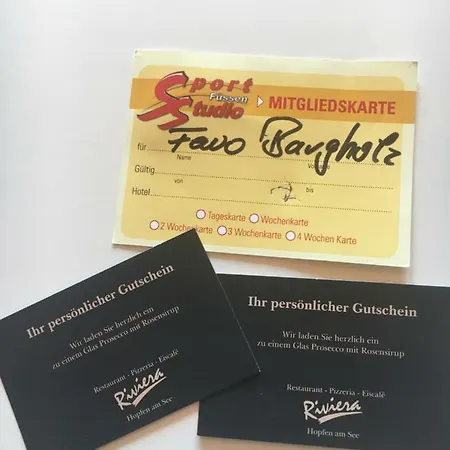 Sport
Füssen
Studio
MITGLIEDSKARTE
für Favo Bargholz
Name
Gültig
von
bis
Hotel
Tageskarte Wochenkarte
2 Wochenkarte 3 Wochenkarte 4 Wochen Karte
Ihr persönlicher Gutschein
Wir laden Sie herzlich ein
zu einem Glas Prosecco mit Rosensirup
Restaurant - Pizzeria - Eiscafé
Riviera
Hopfen am See
Ihr persönlicher Gutschein
Wir laden Sie herzlich ein
zu einem Glas Prosecco mit Rosensirup
Restaurant - Pizzeria - Eiscafé
Riviera
Hopfen am See